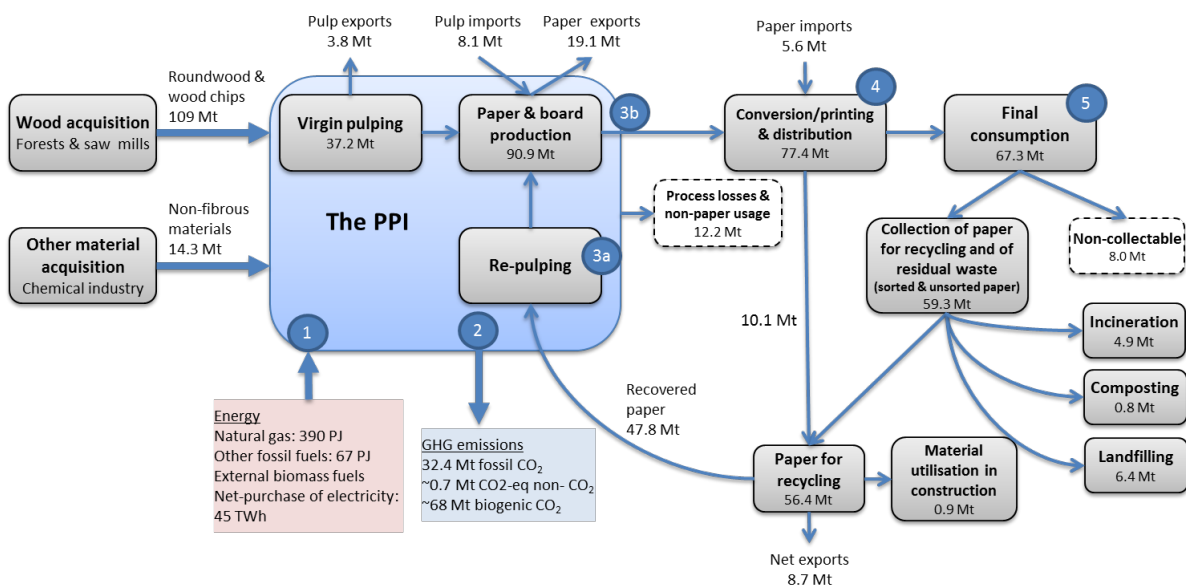 Pulp exports
3.8 Mt
Pulp imports
8.1 Mt
Paper exports
19.1 Mt
Paper imports
5.6 Mt
Roundwood &
wood chips
109 Mt
Wood acquisition
Forests & saw mills
Virgin pulping
37.2 Mt
Paper & board
production
90.9 Mt
3b
Conversion/printing
& distribution
77.4 Mt
4
Final
consumption
67.3 Mt
5
Non-fibrous
materials
14.3 Mt
Other material
acquisition
Chemical industry
The PPI
Re-pulping
3a
Process losses &
non-paper usage
12.2 Mt
Collection of paper
for recycling and of
residual waste
(sorted & unsorted paper)
59.3 Mt
Non-collectable
8.0 Mt
1
2
10.1 Mt
Incineration
4.9 Mt
Composting
0.8 Mt
Landfilling
6.4 Mt
Energy
Natural gas: 390 PJ
Other fossil fuels: 67 PJ
External biomass fuels
Net-purchase of electricity:
45 TWh
GHG emissions
32.4 Mt fossil CO₂
~0.7 Mt CO2-eq non- CO₂
~68 Mt biogenic CO₂
Recovered
paper
47.8 Mt
Paper for
recycling
56.4 Mt
Material
utilisation in
construction
0.9 Mt
Net exports
8.7 Mt